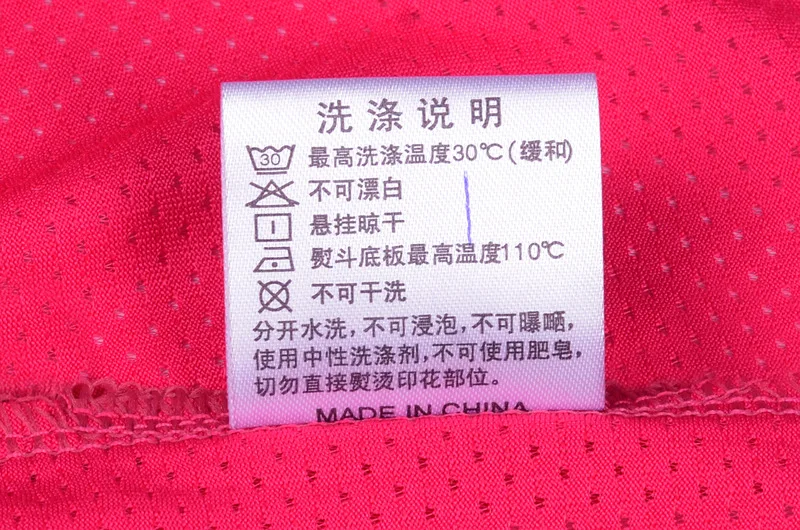 洗涤说明
30 最高洗涤温度30℃(缓和)
不可漂白
悬挂晾干
熨斗底板最高温度110℃
不可干洗
分开水洗,不可浸泡,不可曝晒,
使用中性洗涤剂,不可使用肥皂,
切勿直接熨烫印花部位。
MADE IN CHINA